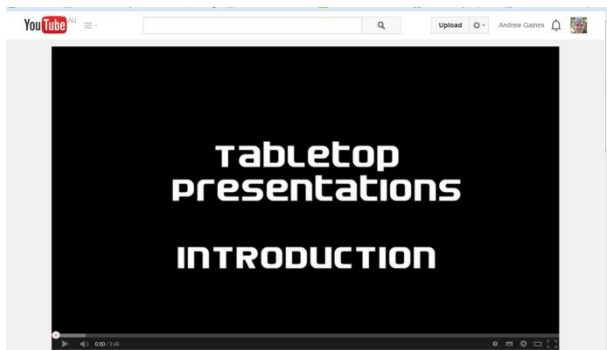 YouTube AU
Upload
Andrew Gaines
Tabletop
Presentations
INTRODUCTION
0:00 / 3:46